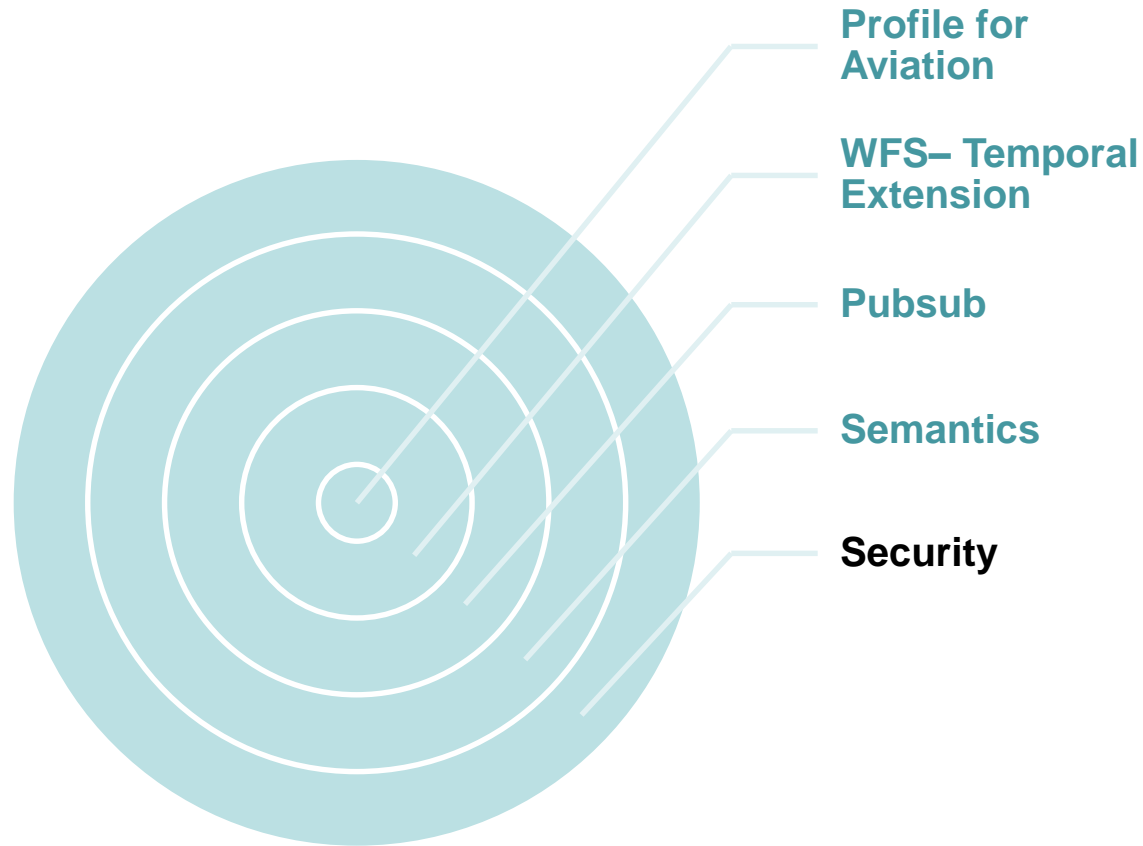 Profile for
Aviation
WFS– Temporal
Extension
Pubsub
Semantics
Security